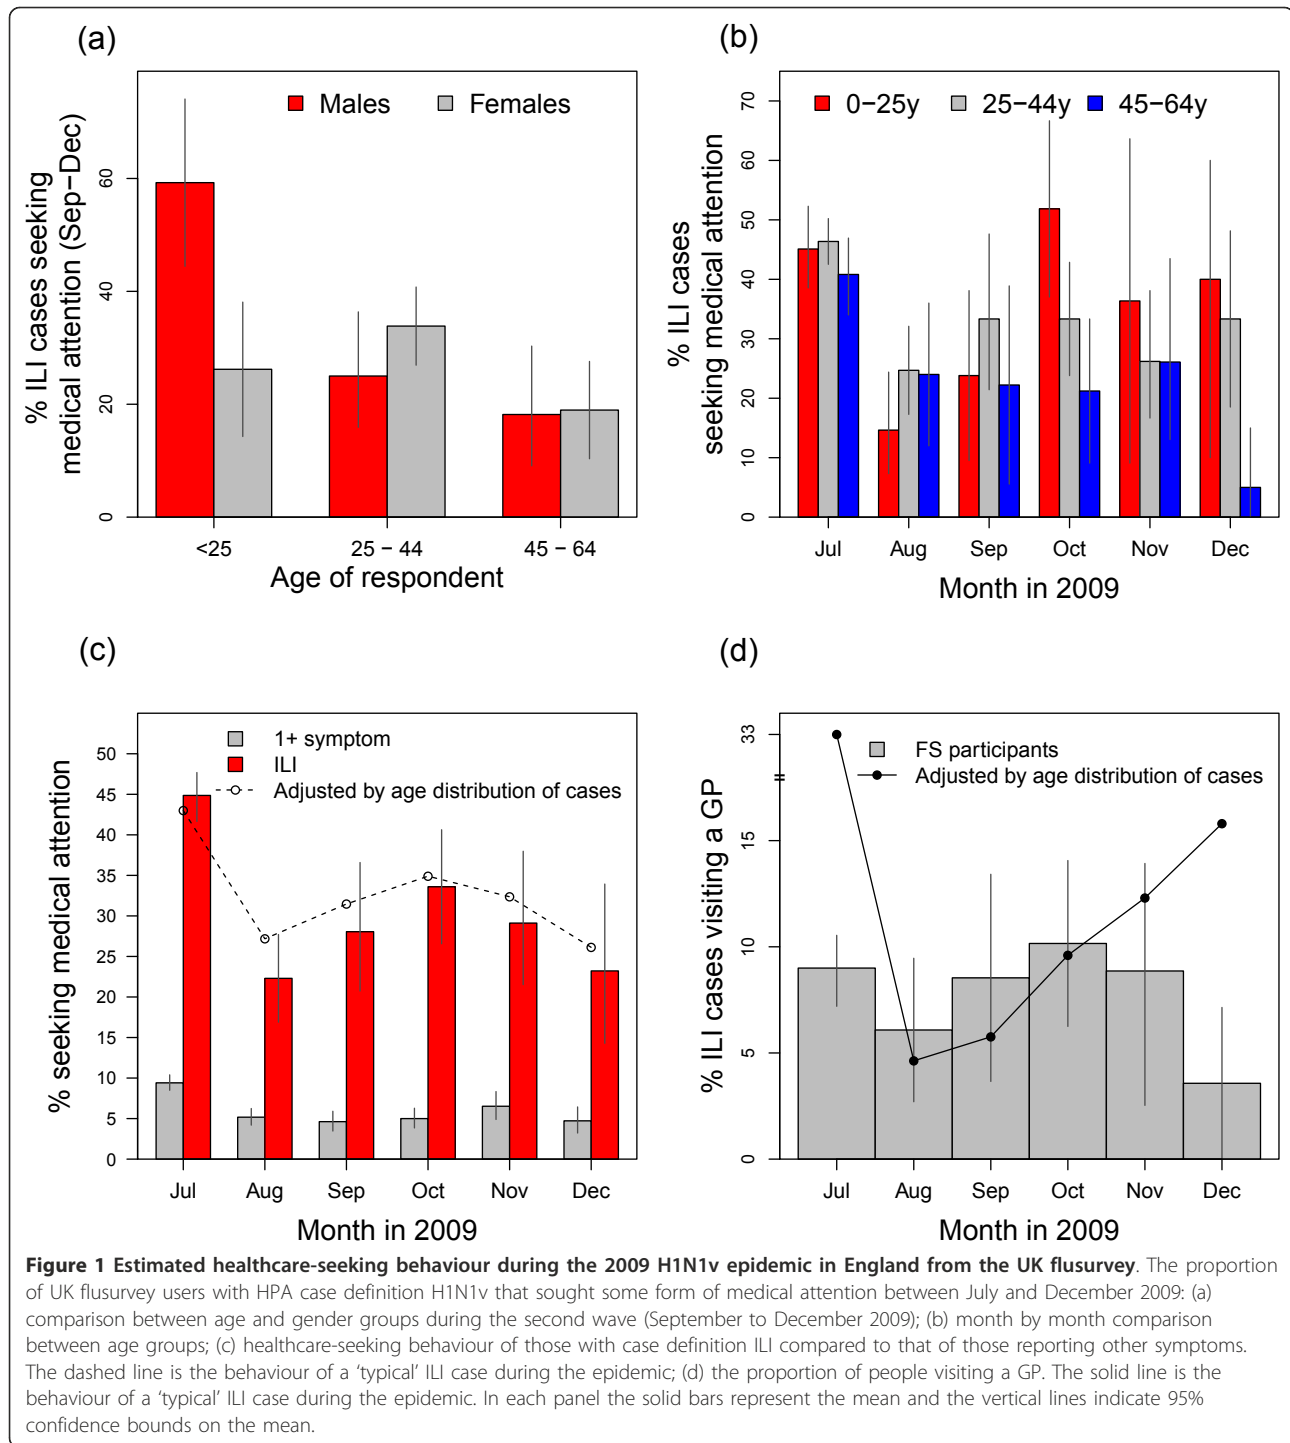 (a)
Males Females
% ILI cases seeking
medical attention (Sep−Dec)
0 20 40 60
<25 25 − 44 45 − 64
Age of respondent
(b)
0−25y 25−44y 45−64y
% ILI cases
seeking medical attention
0 10 20 30 40 50 60 70
Jul Aug Sep Oct Nov Dec
Month in 2009
(c)
1+ symptom
ILI
Adjusted by age distribution of cases
% seeking medical attention
0 5 10 15 20 25 30 35 40 45 50
Jul Aug Sep Oct Nov Dec
Month in 2009
(d)
FS participants
Adjusted by age distribution of cases
% ILI cases visiting a GP
0 5 10 15 33
Jul Aug Sep Oct Nov Dec
Month in 2009
Figure 1 Estimated healthcare-seeking behaviour during the 2009 H1N1v epidemic in England from the UK flusurvey. The proportion
of UK flusurvey users with HPA case definition H1N1v that sought some form of medical attention between July and December 2009: (a)
comparison between age and gender groups during the second wave (September to December 2009); (b) month by month comparison
between age groups; (c) healthcare-seeking behaviour of those with case definition ILI compared to that of those reporting other symptoms.
The dashed line is the behaviour of a ‘typical’ ILI case during the epidemic; (d) the proportion of people visiting a GP. The solid line is the
behaviour of a ‘typical’ ILI case during the epidemic. In each panel the solid bars represent the mean and the vertical lines indicate 95%
confidence bounds on the mean.